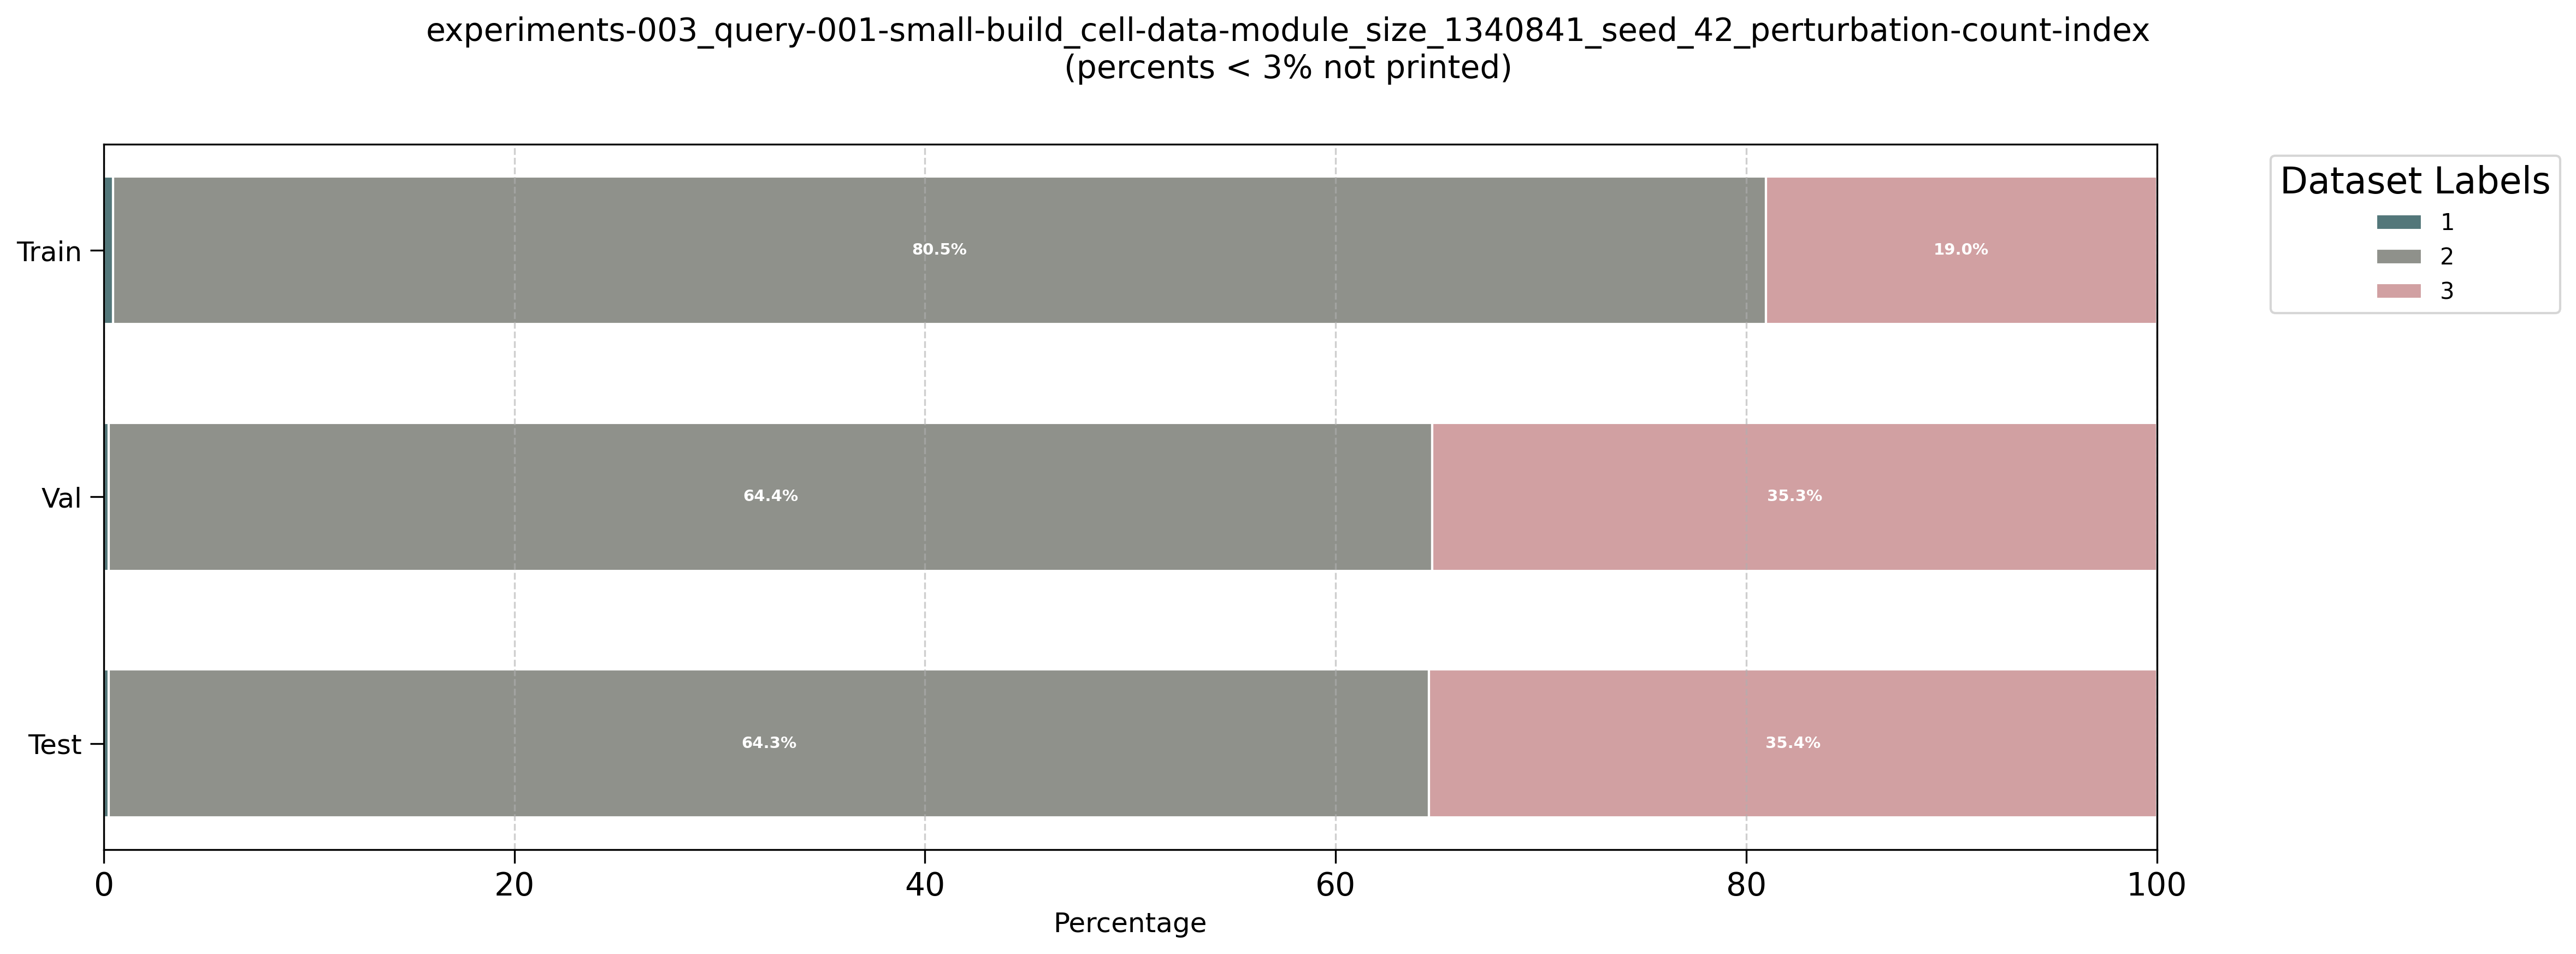 experiments-003_query-001-small-build_cell-data-module_size_1340841_seed_42_perturbation-count-index
(percents < 3% not printed)
Dataset Labels
1
2
3
Train
80.5%
19.0%
Val
64.4%
35.3%
Test
64.3%
35.4%
0
20
40
60
80
100
Percentage